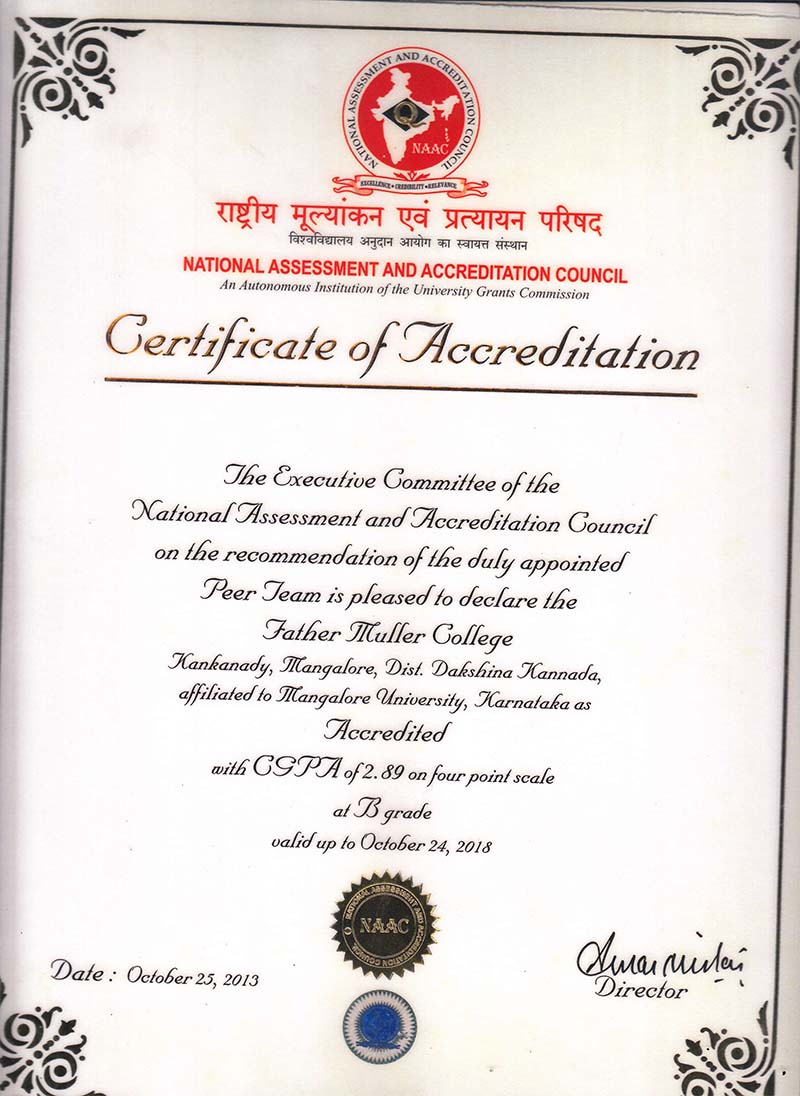 NATIONAL ASSESSMENT AND ACCREDITATION COUNCIL
NAAC
EXCELLENCE • CREDIBILITY • RELEVANCE
राष्ट्रीय मूल्यांकन एवं प्रत्यायन परिषद
विश्वविद्यालय अनुदान आयोग का स्वायत्त संस्थान
NATIONAL ASSESSMENT AND ACCREDITATION COUNCIL
An Autonomous Institution of the University Grants Commission
Certificate of Accreditation
The Executive Committee of the
National Assessment and Accreditation Council
on the recommendation of the duly appointed
Peer Team is pleased to declare the
Father Muller College
Kankanady, Mangalore, Dist. Dakshina Kannada,
affiliated to Mangalore University, Karnataka as
Accredited
with CGPA of 2.89 on four point scale
at B grade
valid up to October 24, 2018
NATIONAL ASSESSMENT AND ACCREDITATION COUNCIL
NAAC
Date : October 25, 2013
Director